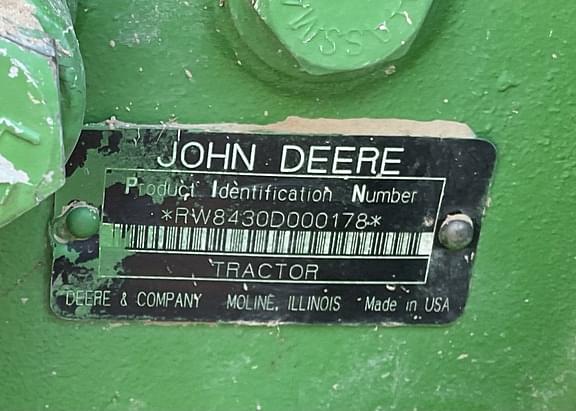 JOHN DEERE
Product Identification Number
*RW8430D000178*
TRACTOR
DEERE & COMPANY MOLINE, ILLINOIS Made in USA